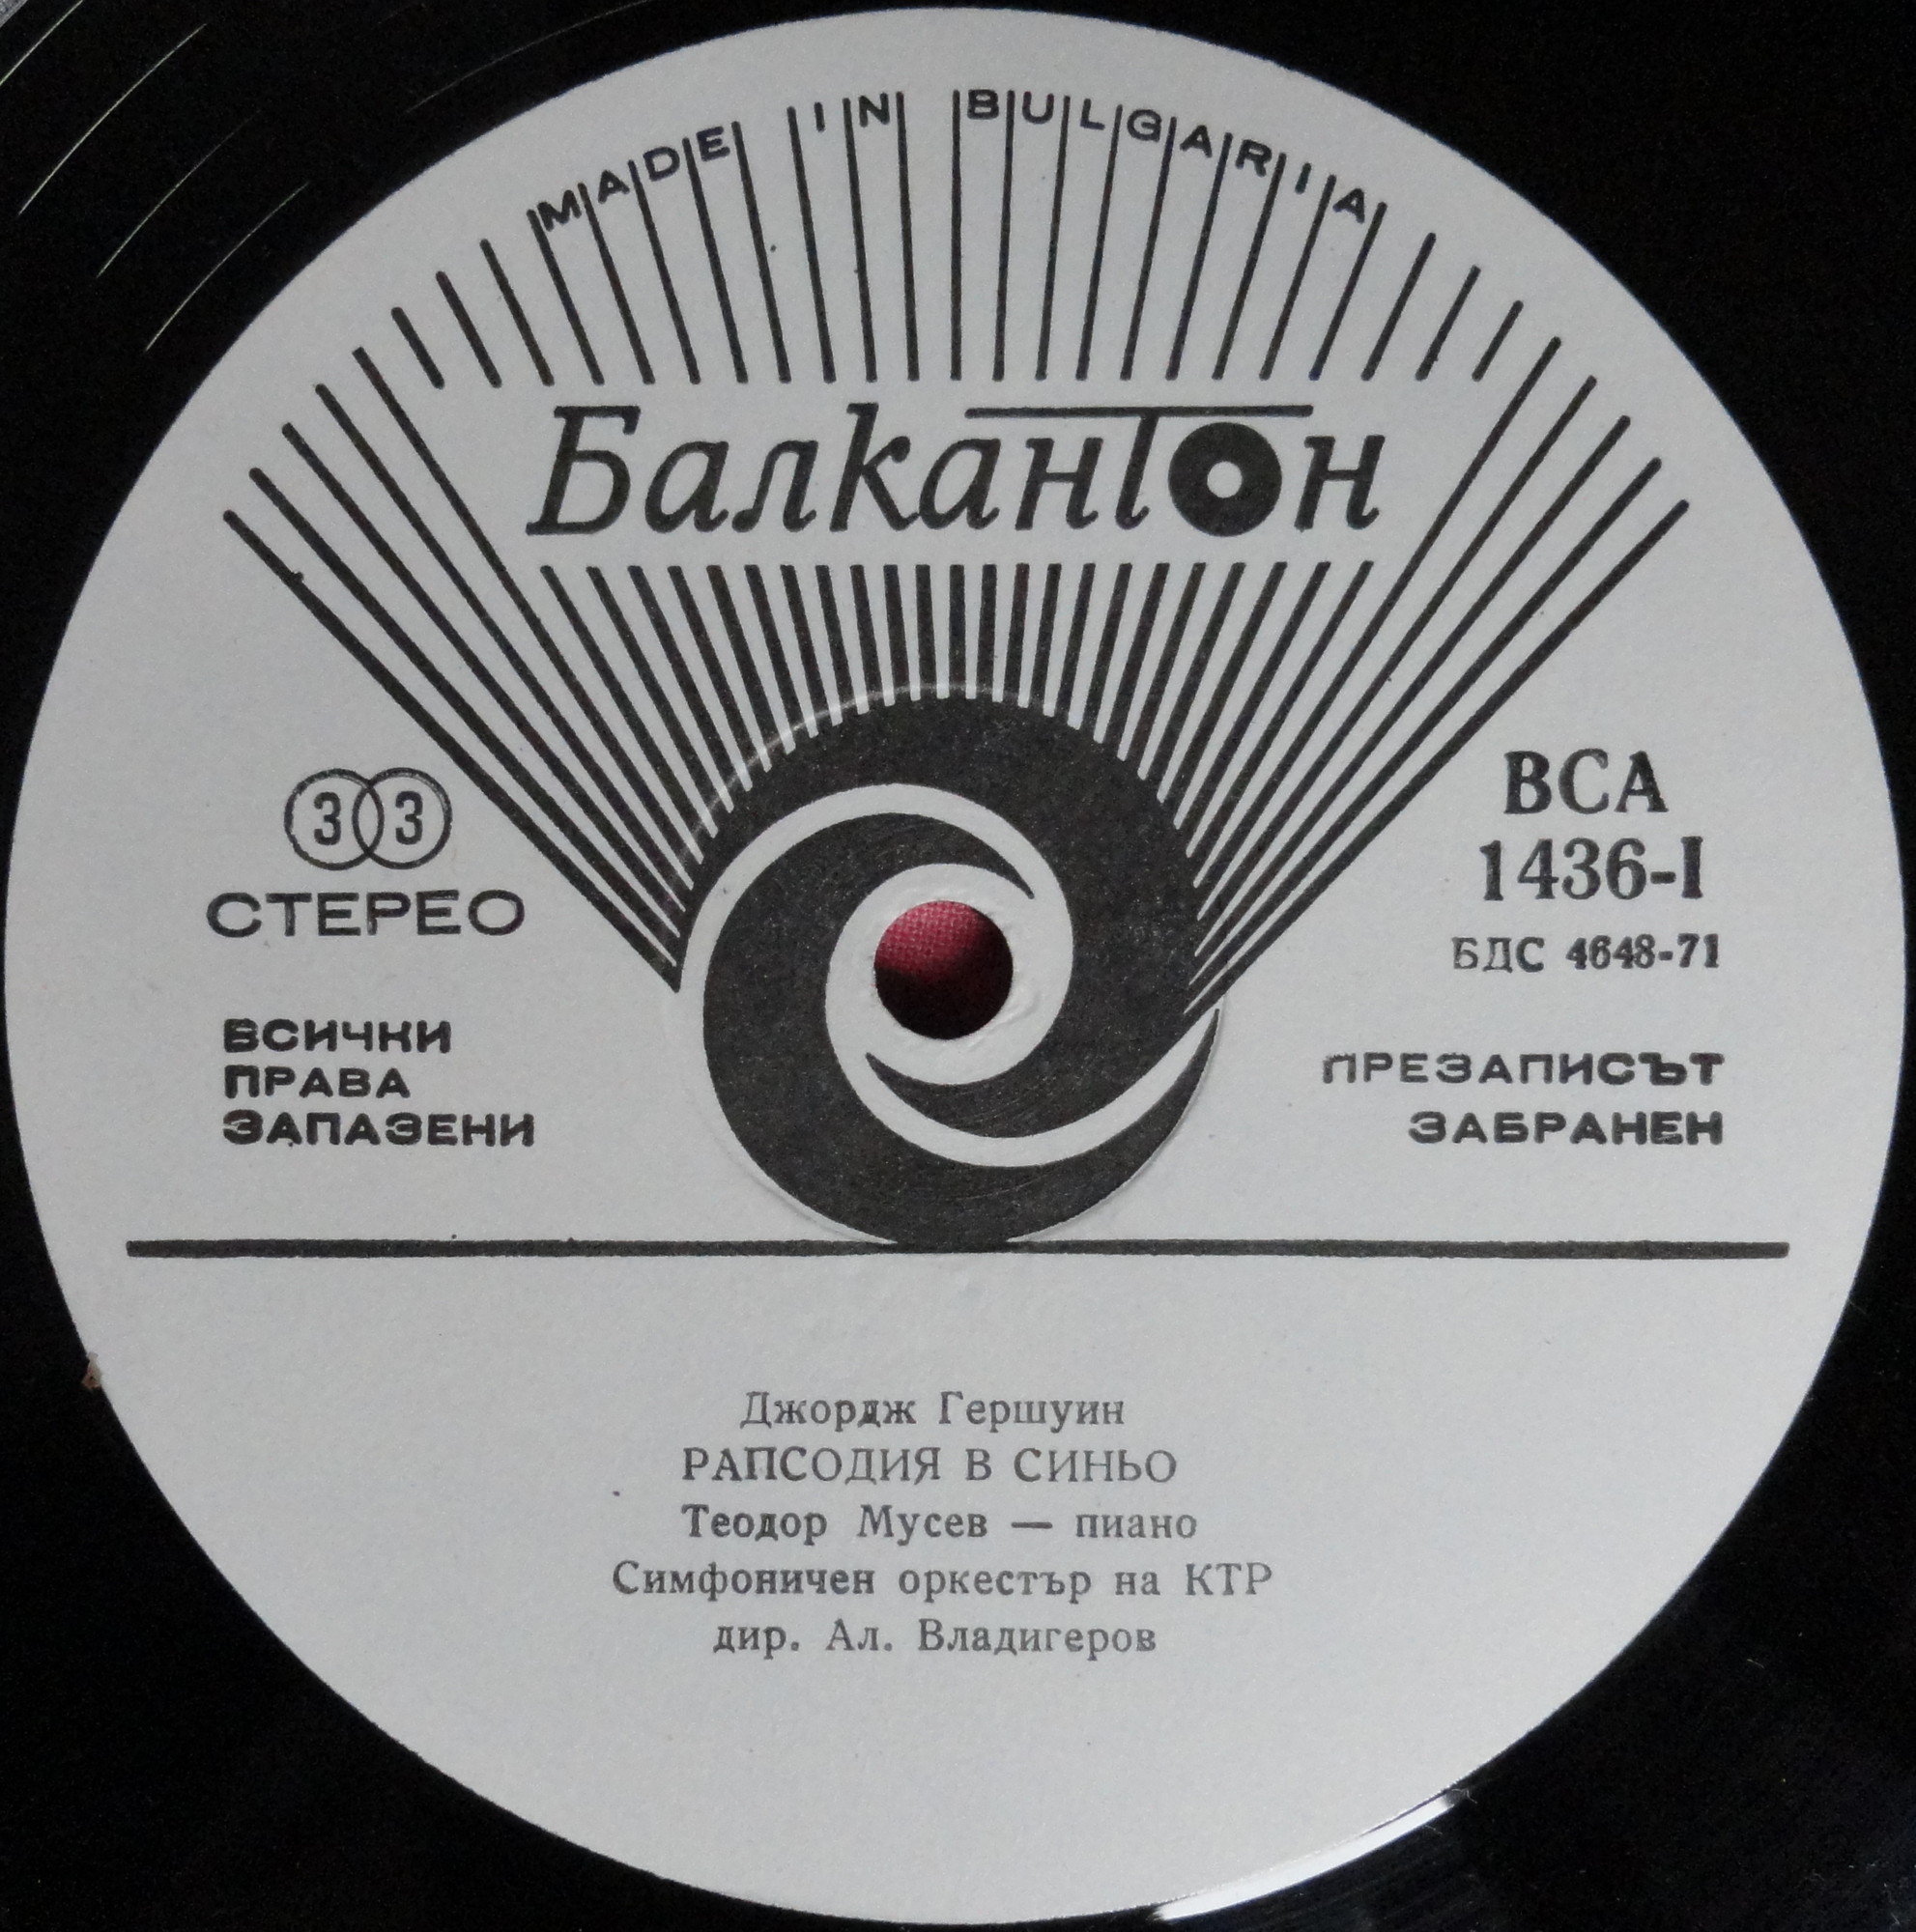 MADE IN BULGARIA
Балкантон
33
СТЕРЕО
ВСИЧКИ
ПРАВА
ЗАПАЗЕНИ
ВСА
1436-I
БДС 4648-71
ПРЕЗАПИСЪТ
ЗАБРАНЕН
Джордж Гершуин
РАПСОДИЯ В СИНЬО
Теодор Мусев — пиано
Симфоничен оркестър на КТР
дир. Ал. Владигеров